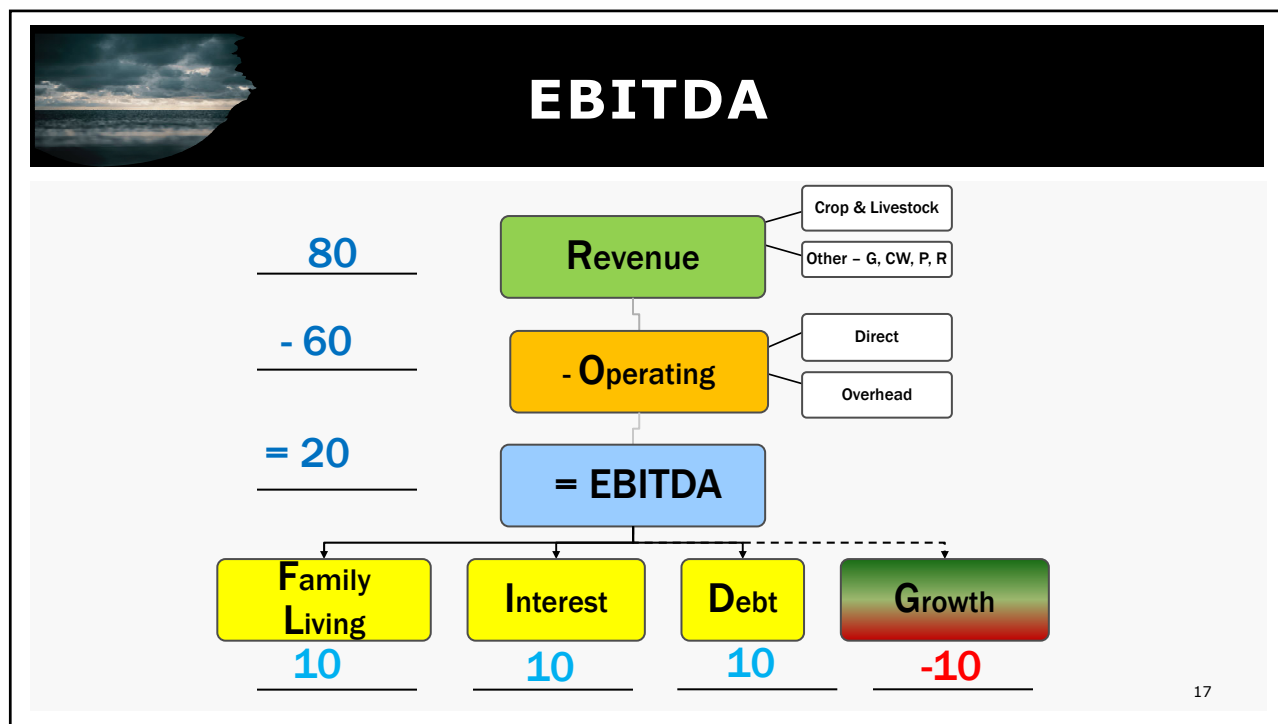 EBITDA
80
Revenue
Crop & Livestock
Other – G, CW, P, R
- 60
- Operating
Direct
Overhead
= 20
= EBITDA
Family
Living
Interest
Debt
Growth
10
10
10
-10
17